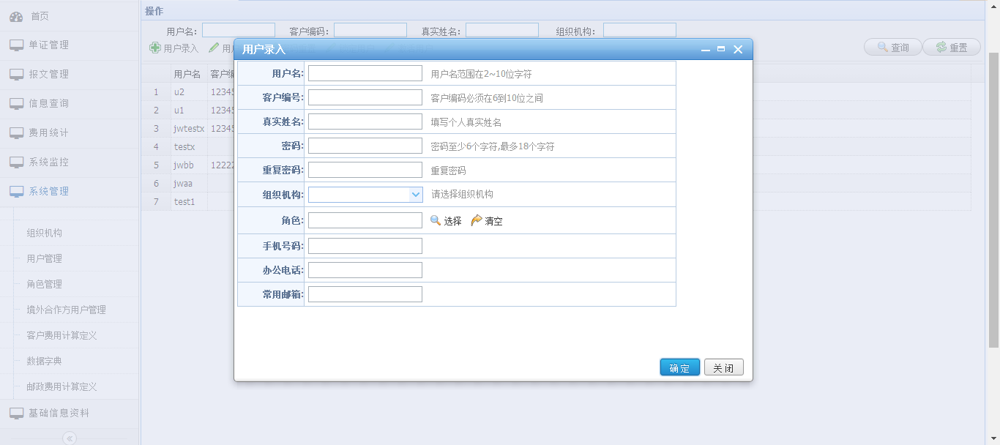 首页
单证管理
报文管理
信息查询
费用统计
系统监控
系统管理
组织机构
用户管理
角色管理
境外合作方用户管理
客户费用计算定义
数据字典
邮政费用计算定义
基础信息资料
操作
用户名: 客户编码: 真实姓名: 组织机构:
用户录入 用户 查询 重置
用户名 客户编
1 u2 12345
2 u1 12345
3 jwtestx 12345
4 testx
5 jwbb 12222
6 jwaa
7 test1
用户录入
用户名: 用户名范围在2~10位字符
客户编号: 客户编码必须在6到10位之间
真实姓名: 填写个人真实姓名
密码: 密码至少6个字符,最多18个字符
重复密码: 重复密码
组织机构: 请选择组织机构
角色: 选择 清空
手机号码:
办公电话:
常用邮箱:
确定 关闭